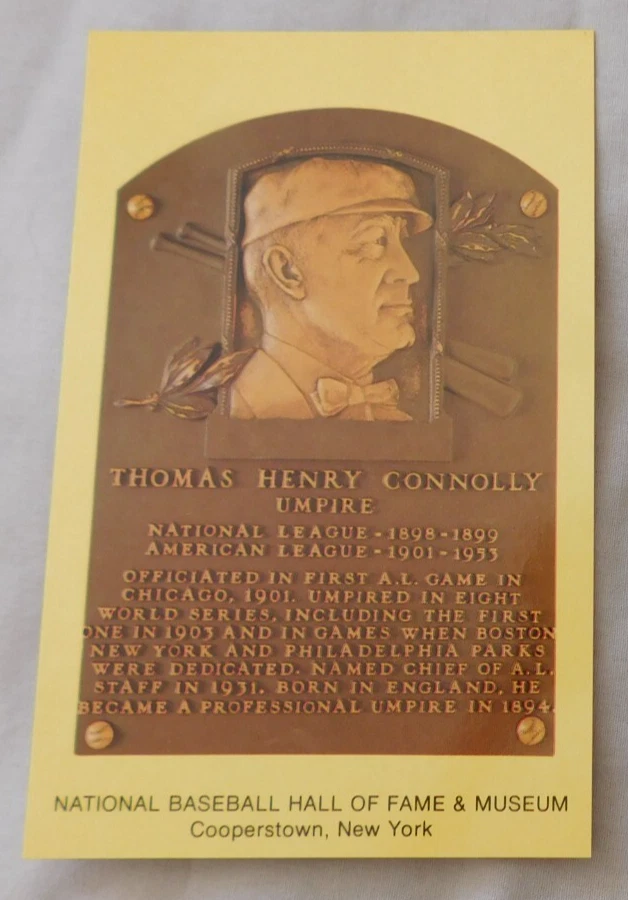 THOMAS HENRY CONNOLLY
UMPIRE
NATIONAL LEAGUE - 1898 - 1899
AMERICAN LEAGUE - 1901 - 1953
OFFICIATED IN FIRST A.L. GAME IN
CHICAGO, 1901. UMPIRED IN EIGHT
WORLD SERIES, INCLUDING THE FIRST
ONE IN 1903 AND IN GAMES WHEN BOSTON
NEW YORK AND PHILADELPHIA PARKS
WERE DEDICATED. NAMED CHIEF OF A.L.
STAFF IN 1931. BORN IN ENGLAND, HE
BECAME A PROFESSIONAL UMPIRE IN 1894.
NATIONAL BASEBALL HALL OF FAME & MUSEUM
Cooperstown, New York